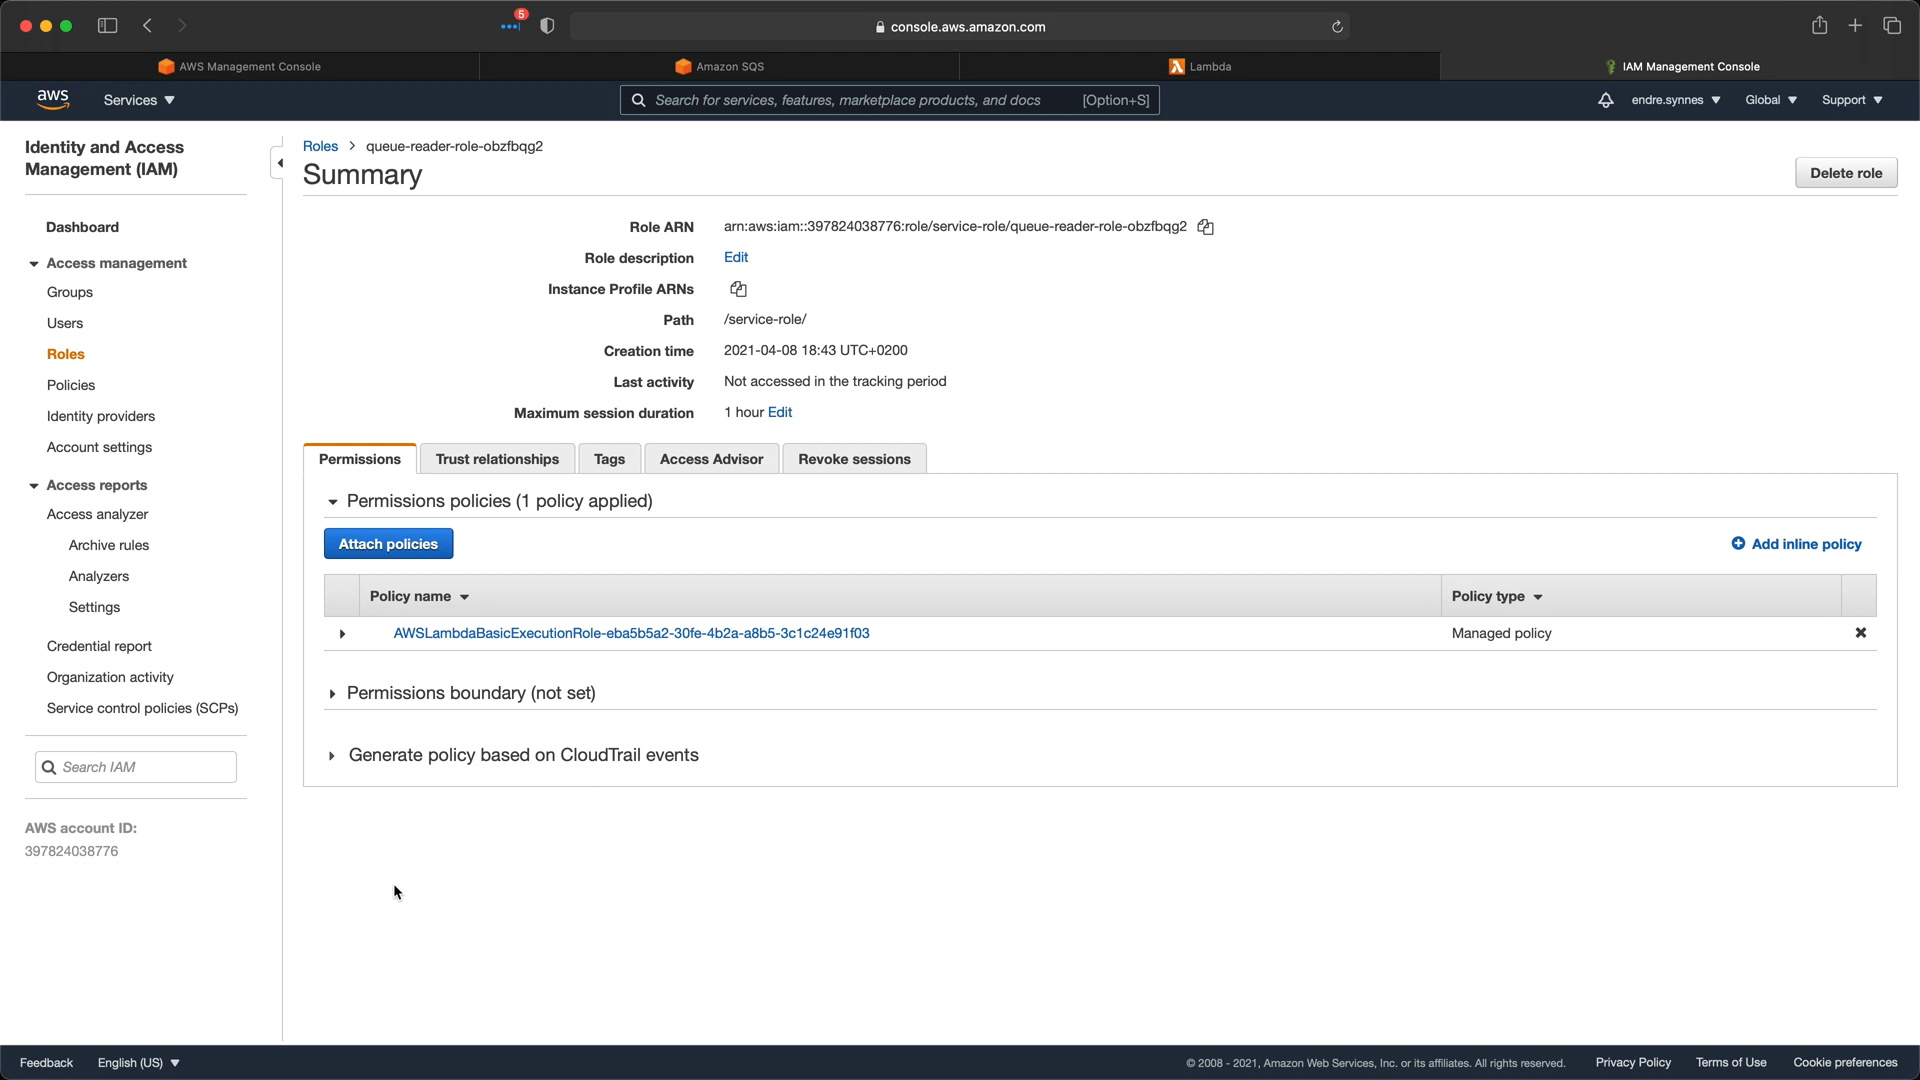 5
console.aws.amazon.com
AWS Management Console
Amazon SQS
Lambda
IAM Management Console
aws
Services
Search for services, features, marketplace products, and docs
[Option+S]
endre.synnes
Global
Support
Identity and Access
Management (IAM)
Dashboard
Access management
Groups
Users
Roles
Policies
Identity providers
Account settings
Access reports
Access analyzer
Archive rules
Analyzers
Settings
Credential report
Organization activity
Service control policies (SCPs)
Search IAM
AWS account ID:
397824038776
Roles > queue-reader-role-obzfbqg2
Summary
Delete role
Role ARN arn:aws:iam::397824038776:role/service-role/queue-reader-role-obzfbqg2
Role description Edit
Instance Profile ARNs
Path /service-role/
Creation time 2021-04-08 18:43 UTC+0200
Last activity Not accessed in the tracking period
Maximum session duration 1 hour Edit
Permissions
Trust relationships
Tags
Access Advisor
Revoke sessions
Permissions policies (1 policy applied)
Attach policies
Add inline policy
Policy name
Policy type
AWSLambdaBasicExecutionRole-eba5b5a2-30fe-4b2a-a8b5-3c1c24e91f03
Managed policy
Permissions boundary (not set)
Generate policy based on CloudTrail events
Feedback
English (US)
© 2008 - 2021, Amazon Web Services, Inc. or its affiliates. All rights reserved.
Privacy Policy
Terms of Use
Cookie preferences